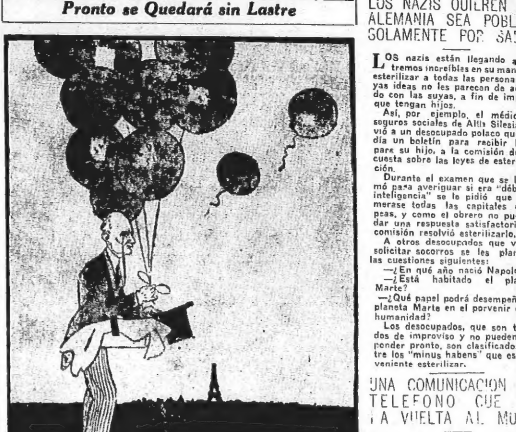 Pronto se Quedará sin Lastre
LOS NAZIS QUIEREN
ALEMANIA SEA POBL
SOLAMENTE POR SA
LOS nazis están llegando a
tremos increíbles en su man
esterilizar a todas las persona
yas ideas no les parecan de a
do con las suyas, a fin de im
que tengan hijos.
Así, por ejemplo, el médic
seguros sociales de Alta Silesia
vió a un desocupado polaco qu
día un boletín para recibir l
para su hijo, a la comisión d
cuesta sobre las leyes de ester
ción.
Durante el examen que se l
mó para averiguar si era "déb
inteligencia" se le pidió que
merase todas las capitales e
peas, y como el obrero no pu
dar una respuesta satisfactori
comisión resolvió esterilizarlo.
A otros desocupados que v
solicitar socorros se les plan
las cuestiones siguientes:
—¿En qué año nació Napole
—¿Está habitado el pla
Marte?
—¿Qué papel podrá desempeñ
planeta Marte en el porvenir d
humanidad?
Los desocupados, que son t
dos de improviso y no pueden
ponder pronto, son clasificado
tre los "minus habens" que es
veniente esterilizar.
UNA COMUNICACION
TELEFONO QUE
LA VUELTA AL MU